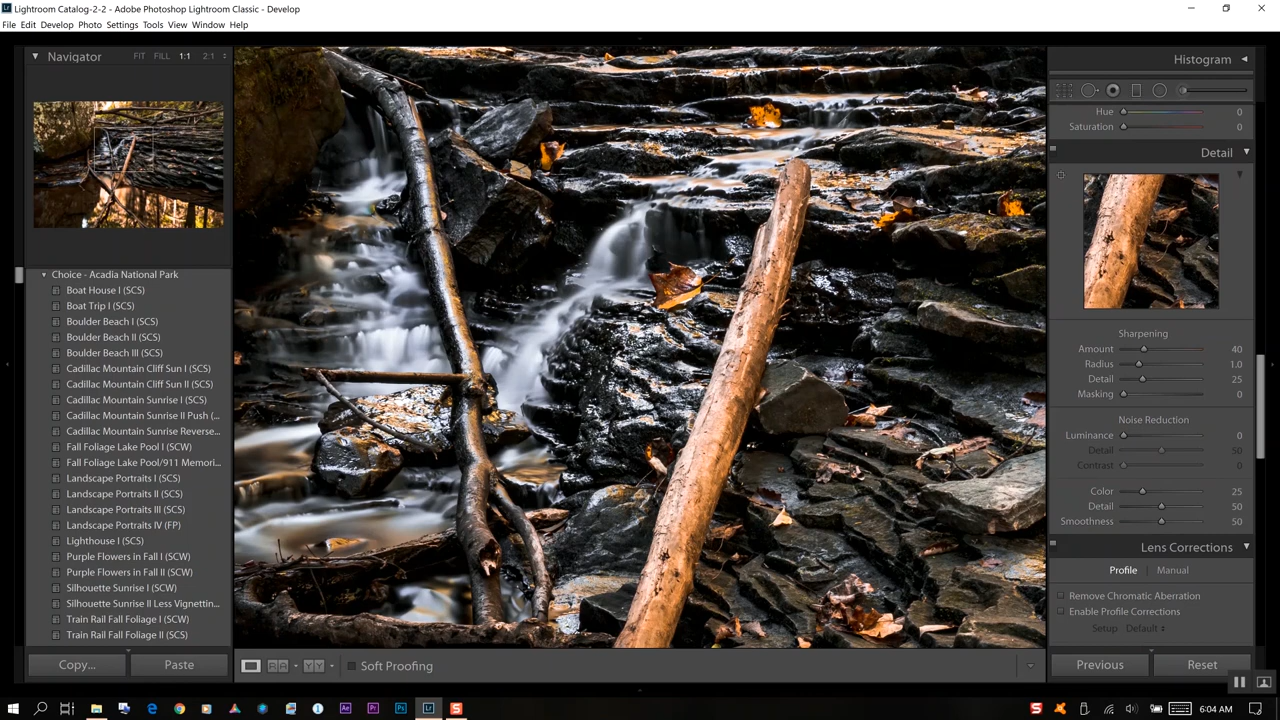 Lightroom Catalog-2-2 - Adobe Photoshop Lightroom Classic - Develop
File Edit Develop Photo Settings Tools View Window Help
Navigator FIT FILL 1:1 2:1
Choice - Acadia National Park
Boat House I (SCS)
Boat Trip I (SCS)
Boulder Beach I (SCS)
Boulder Beach II (SCS)
Boulder Beach III (SCS)
Cadillac Mountain Cliff Sun I (SCS)
Cadillac Mountain Cliff Sun II (SCS)
Cadillac Mountain Sunrise I (SCS)
Cadillac Mountain Sunrise II Push (...
Cadillac Mountain Sunrise Reverse...
Fall Foliage Lake Pool I (SCW)
Fall Foliage Lake Pool/911 Memori...
Landscape Portraits I (SCS)
Landscape Portraits II (SCS)
Landscape Portraits III (SCS)
Landscape Portraits IV (FP)
Lighthouse I (SCS)
Purple Flowers in Fall I (SCW)
Purple Flowers in Fall II (SCW)
Silhouette Sunrise I (SCW)
Silhouette Sunrise II Less Vignettin...
Train Rail Fall Foliage I (SCW)
Train Rail Fall Foliage II (SCS)
Copy... Paste
Soft Proofing
Histogram
Hue 0
Saturation 0
Detail
Sharpening
Amount 40
Radius 1.0
Detail 25
Masking 0
Noise Reduction
Luminance 0
Detail 50
Contrast 0
Color 25
Detail 50
Smoothness 50
Lens Corrections
Profile Manual
Remove Chromatic Aberration
Enable Profile Corrections
Setup Default
Previous Reset
Ae Pr Ps Lr S
6:04 AM